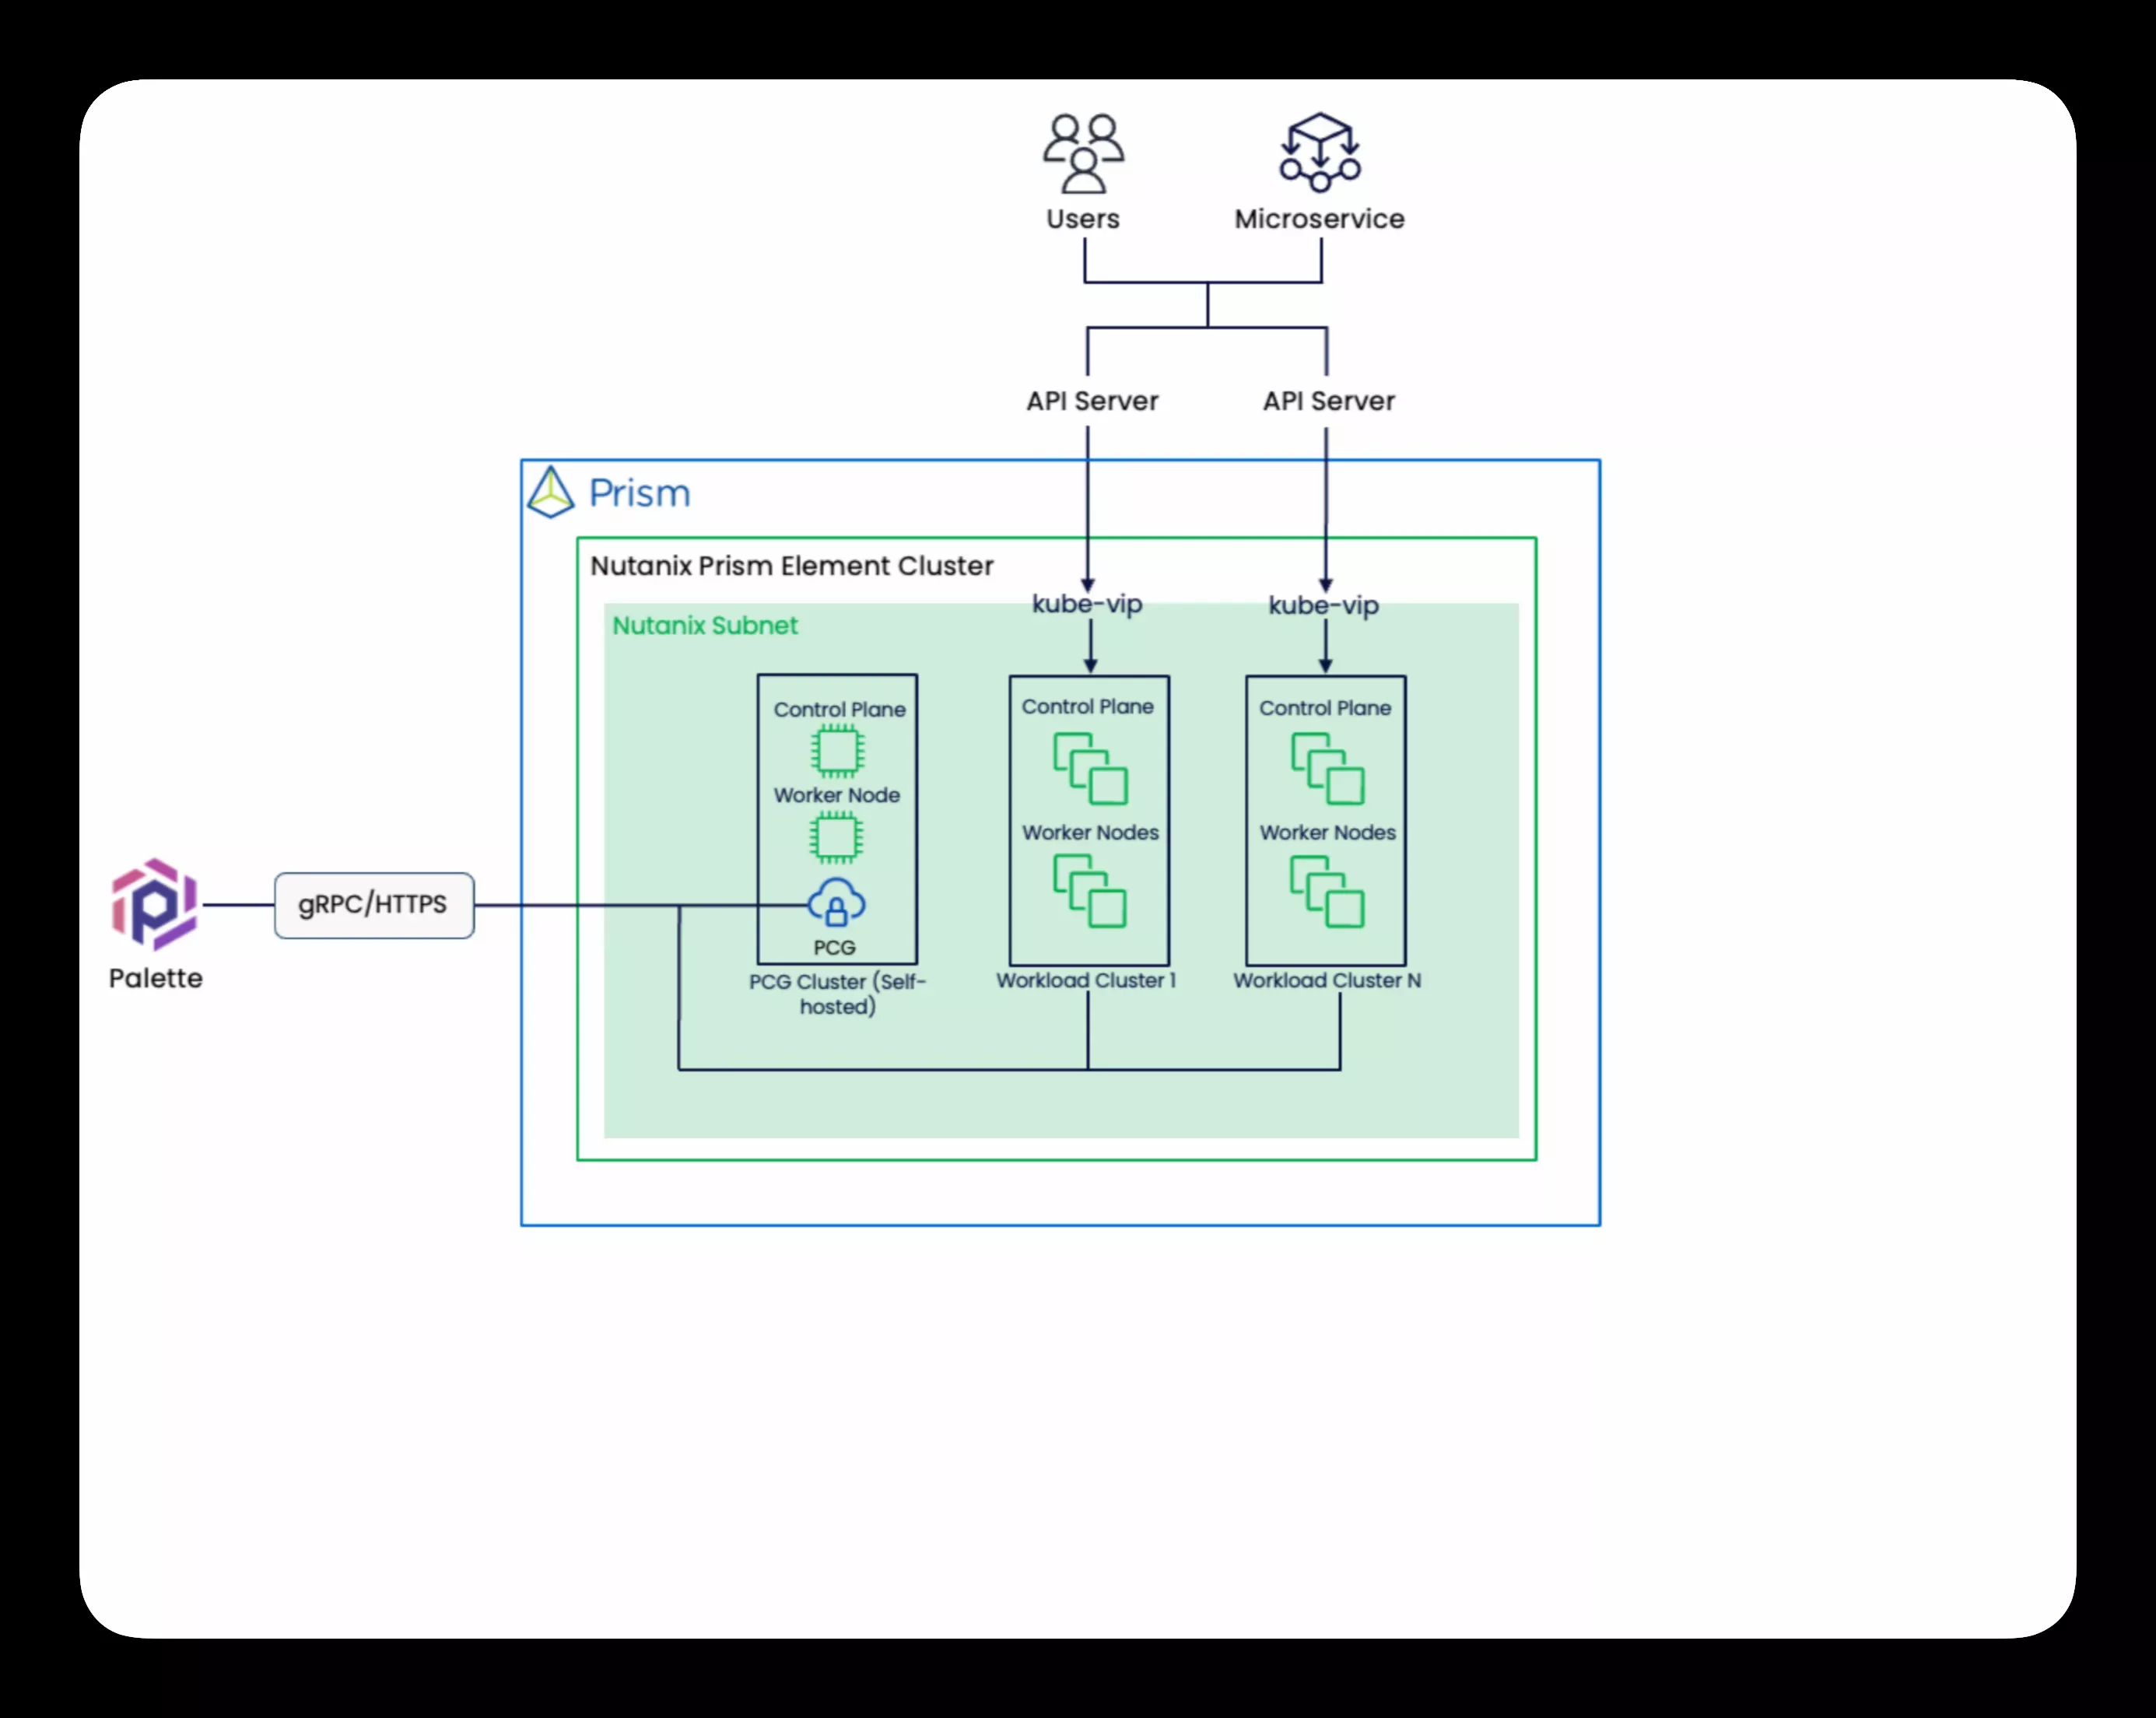 Users
Microservice
API Server
API Server
Prism
Nutanix Prism Element Cluster
kube-vip
kube-vip
Nutanix Subnet
Control Plane
Worker Node
PCG
PCG Cluster (Self-
hosted)
Control Plane
Worker Nodes
Workload Cluster 1
Control Plane
Worker Nodes
Workload Cluster N
gRPC/HTTPS
Palette